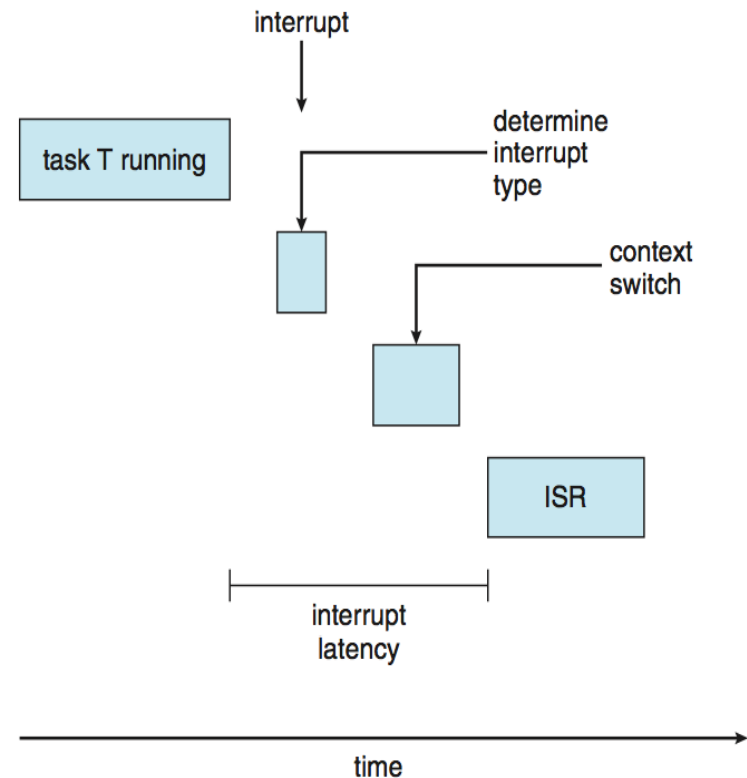 interrupt
task T running
determine
interrupt
type
context
switch
ISR
interrupt
latency
time